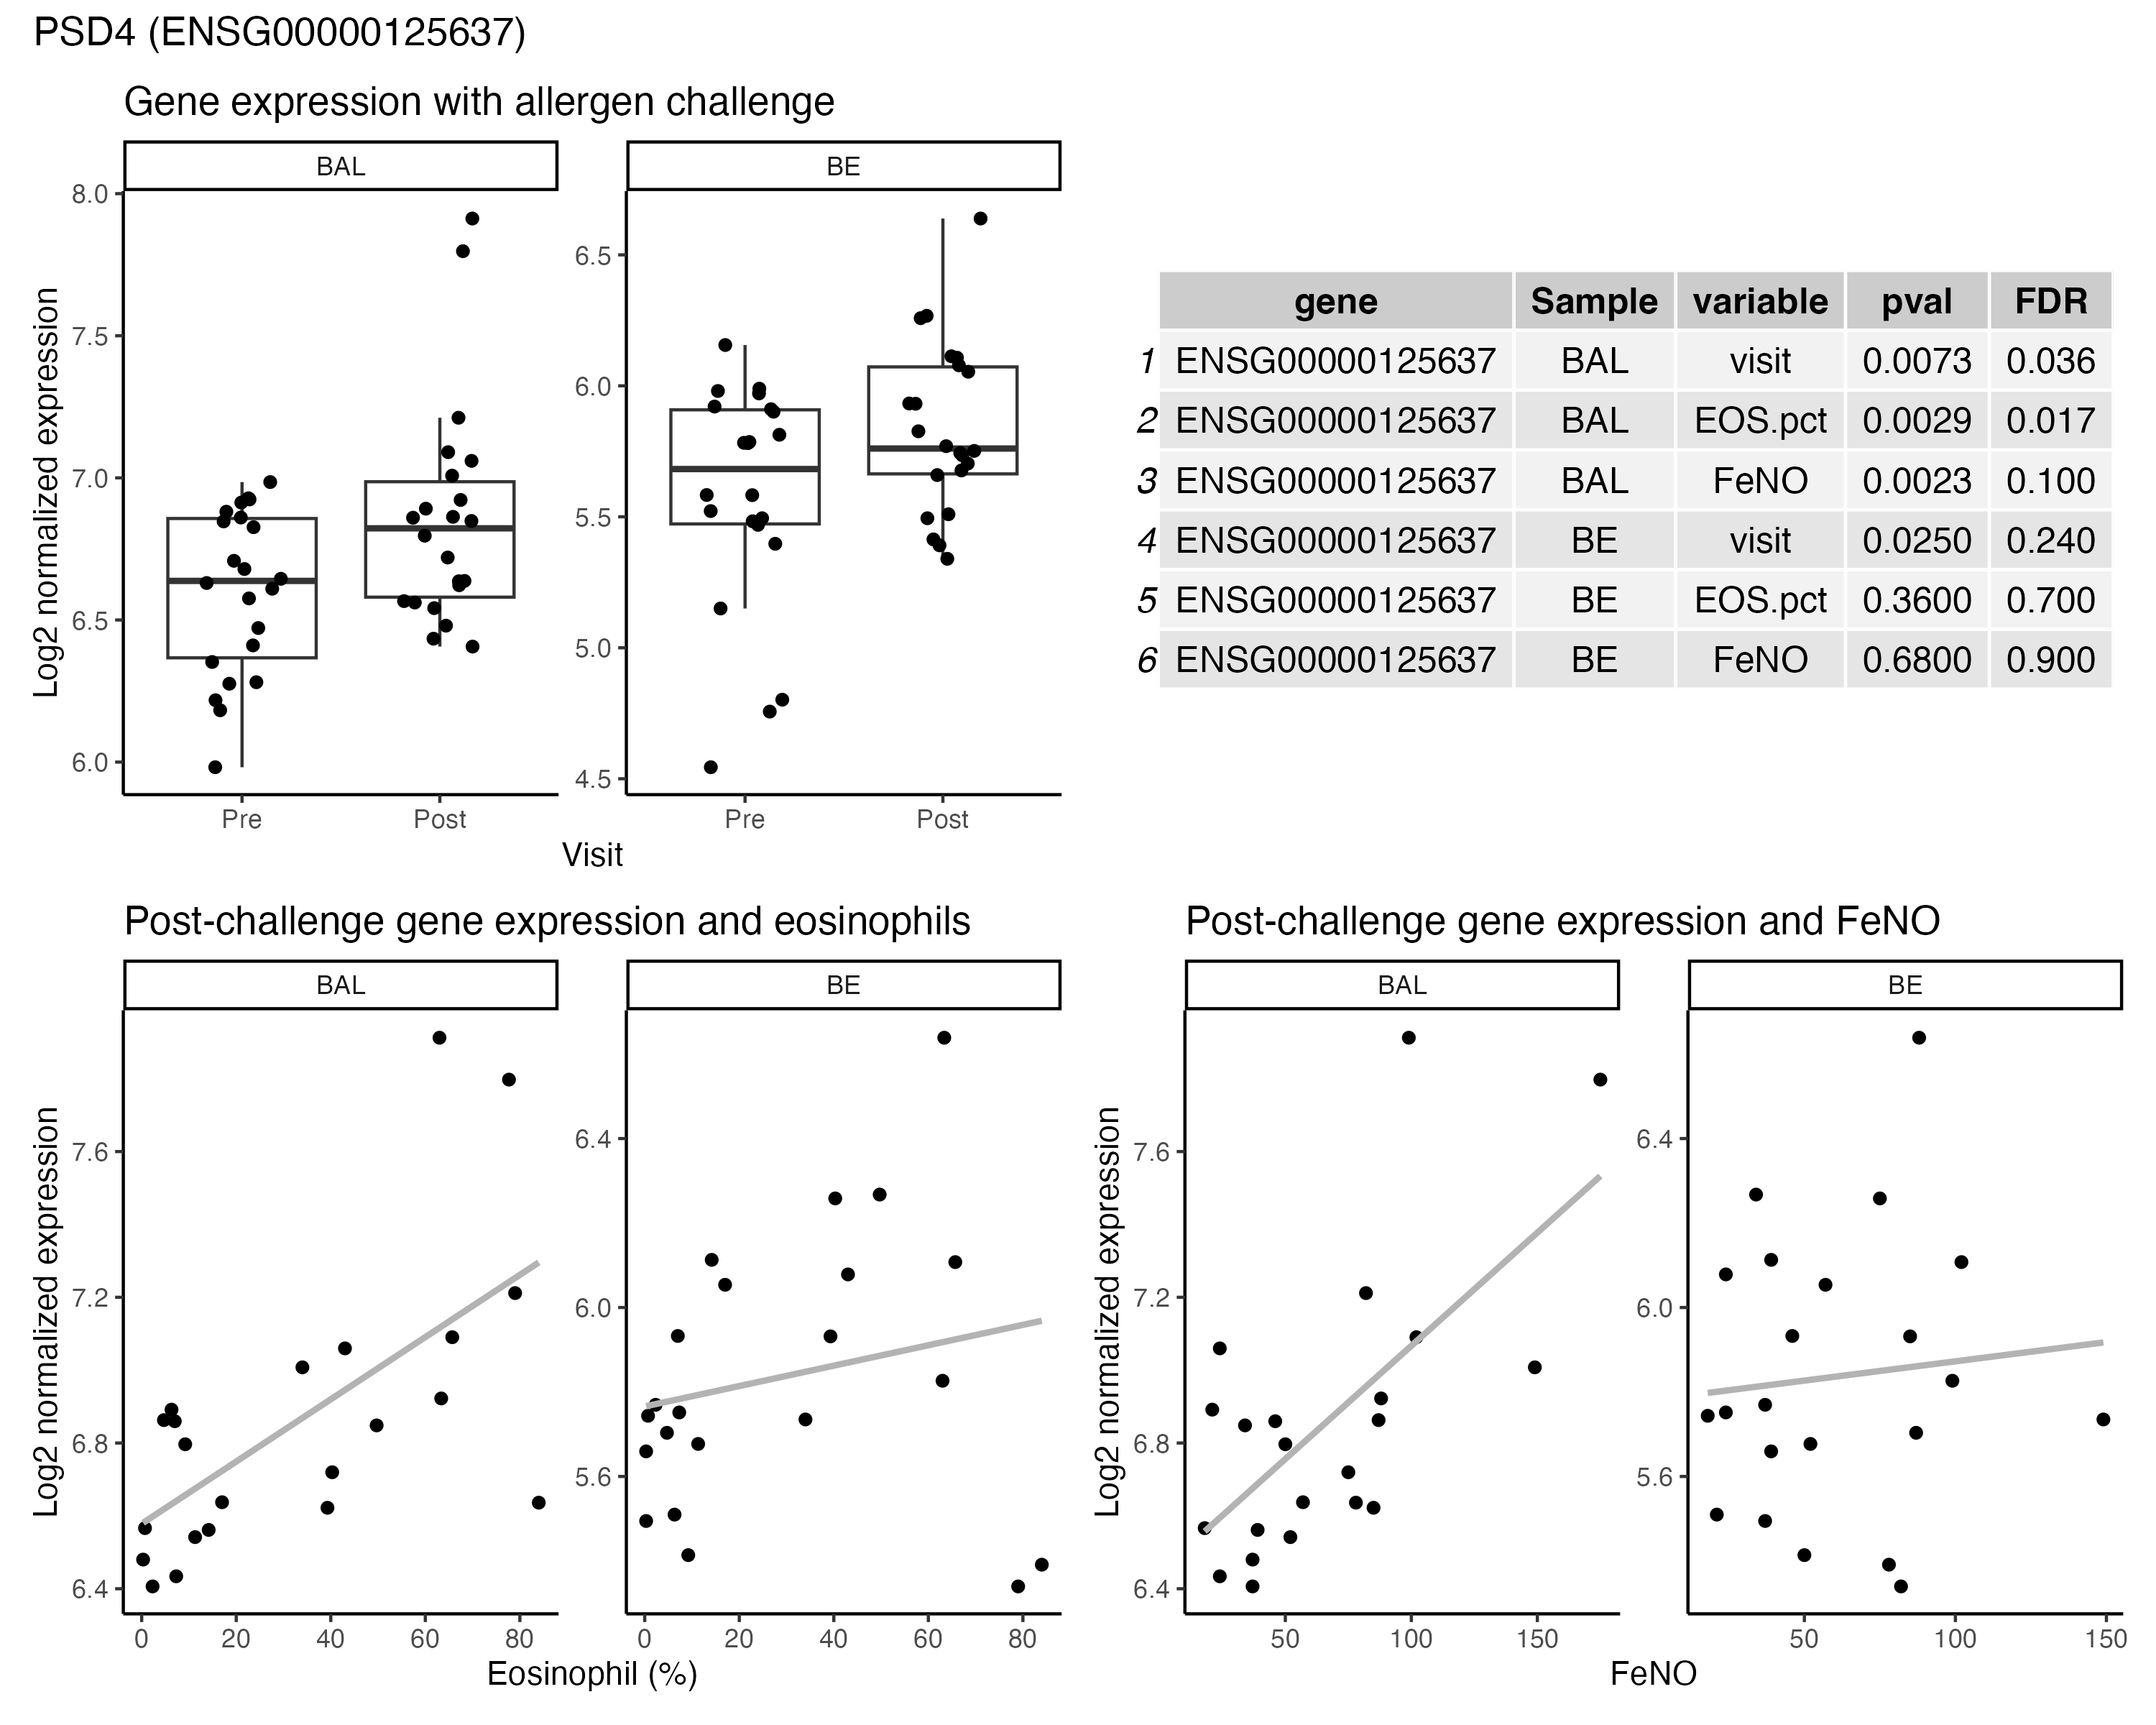 PSD4 (ENSG00000125637)
Gene expression with allergen challenge
BAL
BE
Log2 normalized expression
8.0
7.5
7.0
6.5
6.0
6.5
6.0
5.5
5.0
4.5
Pre
Post
Pre
Post
Visit
gene Sample variable pval FDR
1 ENSG00000125637 BAL visit 0.0073 0.036
2 ENSG00000125637 BAL EOS.pct 0.0029 0.017
3 ENSG00000125637 BAL FeNO 0.0023 0.100
4 ENSG00000125637 BE visit 0.0250 0.240
5 ENSG00000125637 BE EOS.pct 0.3600 0.700
6 ENSG00000125637 BE FeNO 0.6800 0.900
Post-challenge gene expression and eosinophils
BAL
BE
Log2 normalized expression
7.6
7.2
6.8
6.4
6.4
6.0
5.6
0 20 40 60 80
0 20 40 60 80
Eosinophil (%)
Post-challenge gene expression and FeNO
BAL
BE
Log2 normalized expression
7.6
7.2
6.8
6.4
6.4
6.0
5.6
50 100 150
50 100 150
FeNO